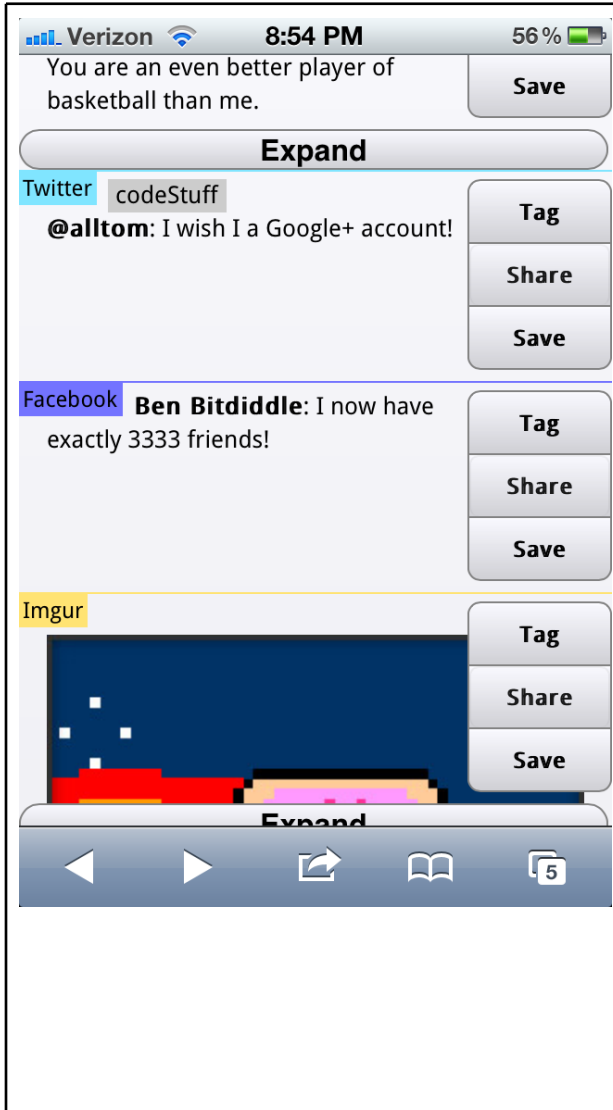 Verizon 8:54 PM 56%
You are an even better player of
basketball than me.
Save
Expand
Twitter codeStuff
@alltom: I wish I a Google+ account!
Tag
Share
Save
Facebook Ben Bitdiddle: I now have
exactly 3333 friends!
Tag
Share
Save
Imgur
Tag
Share
Save
Expand
5